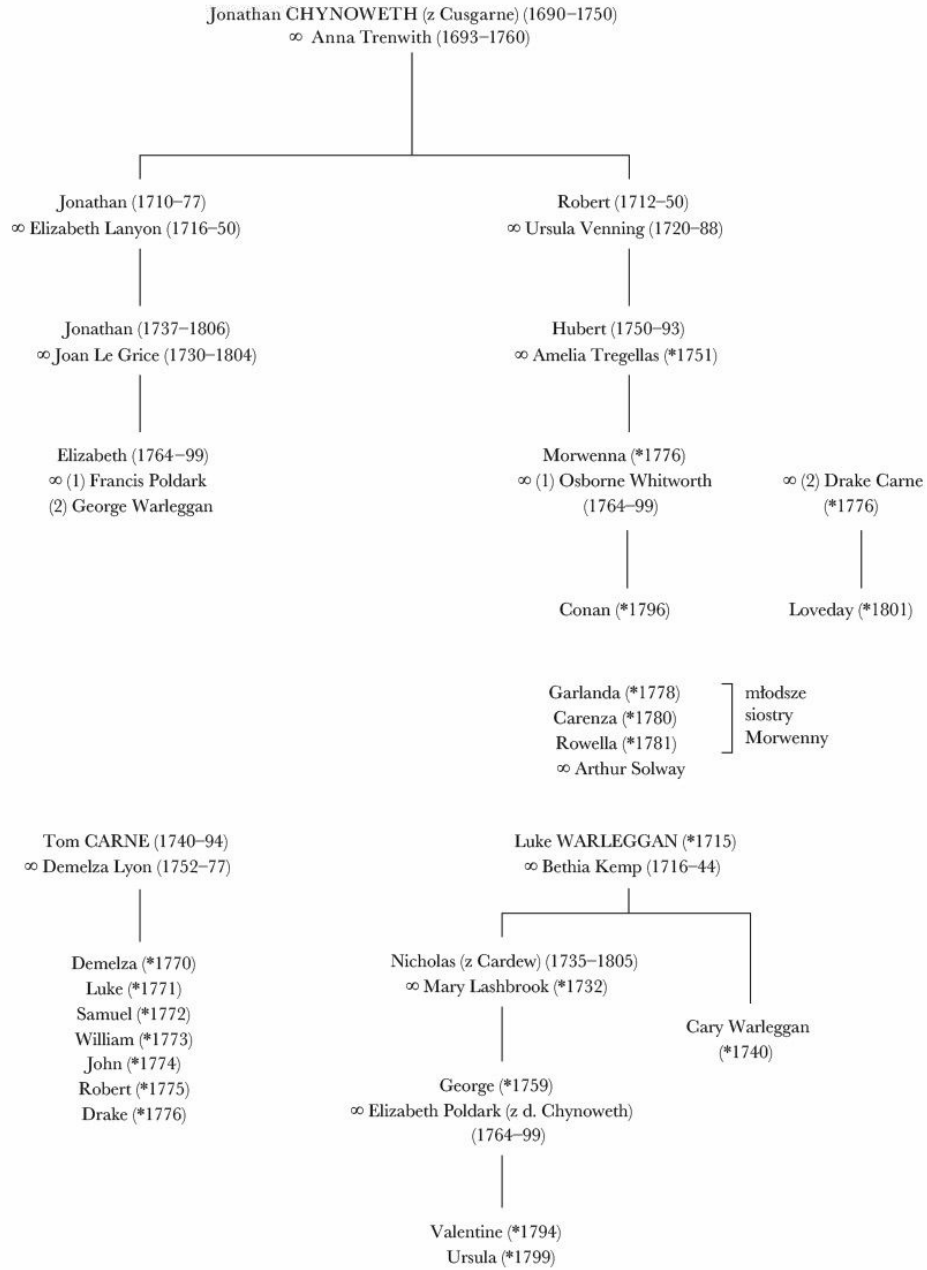 Jonathan CHYNOWETH (z Cusgarne) (1690–1750)
∞ Anna Trenwith (1693–1760)
Jonathan (1710–77)
∞ Elizabeth Lanyon (1716–50)
Robert (1712–50)
∞ Ursula Venning (1720–88)
Jonathan (1737–1806)
∞ Joan Le Grice (1730–1804)
Hubert (1750–93)
∞ Amelia Tregellas (*1751)
Elizabeth (1764–99)
∞ (1) Francis Poldark
(2) George Warleggan
Morwenna (*1776)
∞ (1) Osborne Whitworth
(1764–99)
∞ (2) Drake Carne
(*1776)
Conan (*1796)
Loveday (*1801)
Garlanda (*1778)
Carenza (*1780)
Rowella (*1781)
∞ Arthur Solway
młodsze
siostry
Morwenny
Tom CARNE (1740–94)
∞ Demelza Lyon (1752–77)
Demelza (*1770)
Luke (*1771)
Samuel (*1772)
William (*1773)
John (*1774)
Robert (*1775)
Drake (*1776)
Luke WARLEGGAN (*1715)
∞ Bethia Kemp (1716–44)
Nicholas (z Cardew) (1735–1805)
∞ Mary Lashbrook (*1732)
Cary Warleggan
(*1740)
George (*1759)
∞ Elizabeth Poldark (z d. Chynoweth)
(1764–99)
Valentine (*1794)
Ursula (*1799)